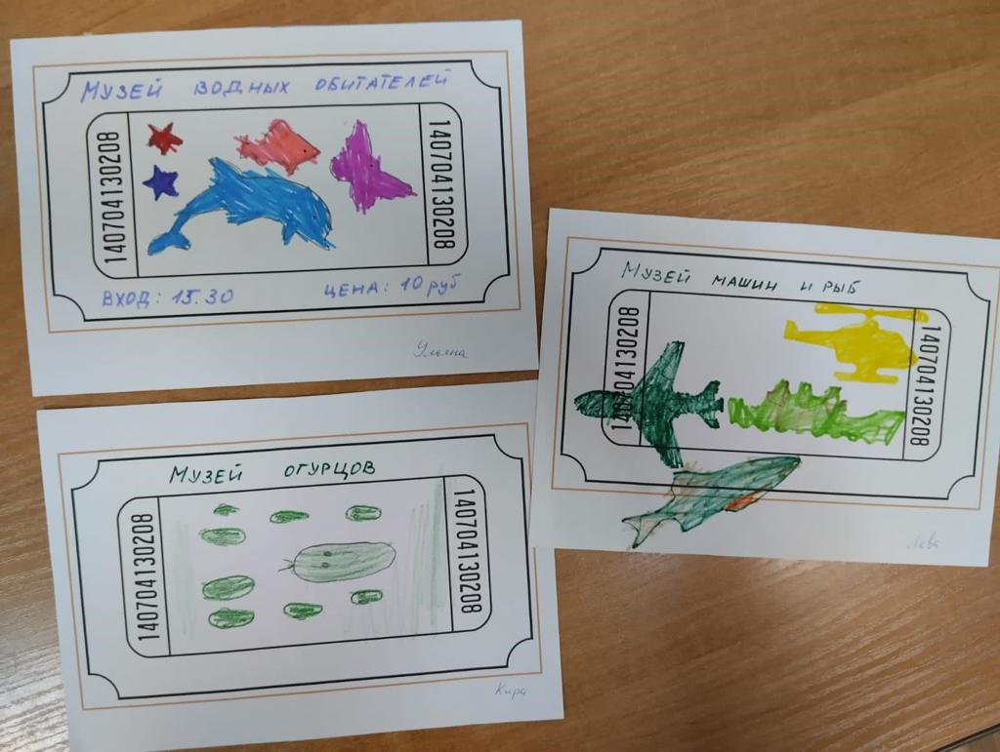 МУЗЕЙ ВОДНЫХ ОБИТАТЕЛЕЙ
140704130208
140704130208
ВХОД: 15.30 ЦЕНА: 10 руб
Ульяна
МУЗЕЙ МАШИН И РЫБ
140704130208
140704130208
Лёва
МУЗЕЙ ОГУРЦОВ
140704130208
140704130208
Кира